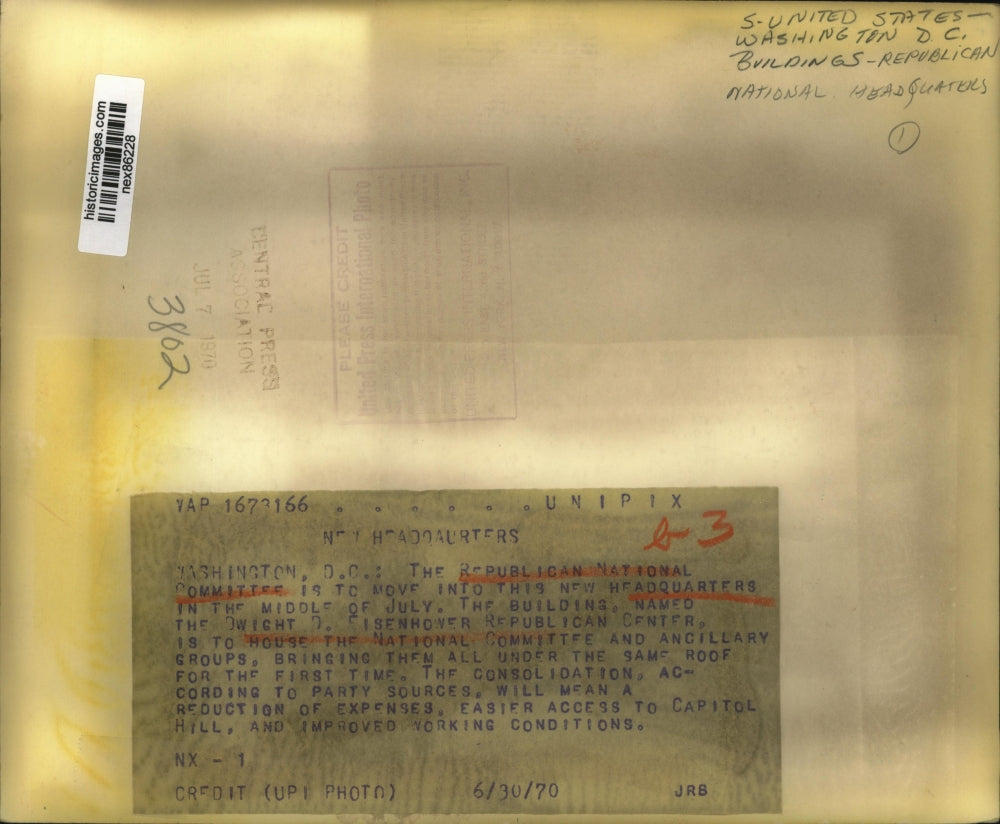 S-UNITED STATES-
WASHINGTON D.C.
BUILDINGS-REPUBLICAN
NATIONAL HEADQUATERS
1
historicimages.com
nex86228
3862
JUL 7 1970
CENTRAL PRESS
ASSOCIATION
PLEASE CREDIT
United Press International Photo
WAP 1673166 . . . . . . UNIPIX
b-3
NEW HEADQAURTERS
WASHINGTON, D.C.: THE REPUBLICAN NATIONAL
COMMITTEE IS TO MOVE INTO THIS NEW HEADQUARTERS
IN THE MIDDLE OF JULY. THE BUILDING, NAMED
THE DWIGHT D. EISENHOWER REPUBLICAN CENTER,
IS TO HOUSE THE NATIONAL COMMITTEE AND ANCILLARY
GROUPS, BRINGING THEM ALL UNDER THE SAME ROOF
FOR THE FIRST TIME. THE CONSOLIDATION, AC-
CORDING TO PARTY SOURCES, WILL MEAN A
REDUCTION OF EXPENSES, EASIER ACCESS TO CAPITOL
HILL, AND IMPROVED WORKING CONDITIONS.
NX - 1
CREDIT (UPI PHOTO) 6/30/70 JRB